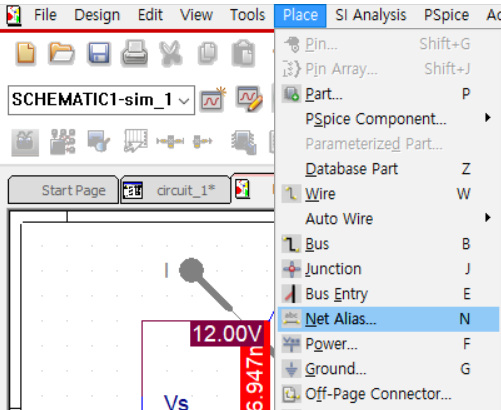 File Design Edit View Tools Place SI Analysis PSpice
Pin... Shift+G
Pin Array... Shift+J
SCHEMATIC1-sim_1
Part... P
PSpice Component...
Parameterized Part...
Database Part Z
Start Page circuit_1*
Wire W
Auto Wire
Bus B
Junction J
Bus Entry E
Net Alias... N
12.00V
Power... F
6.947
Ground... G
Off-Page Connector...
Vs